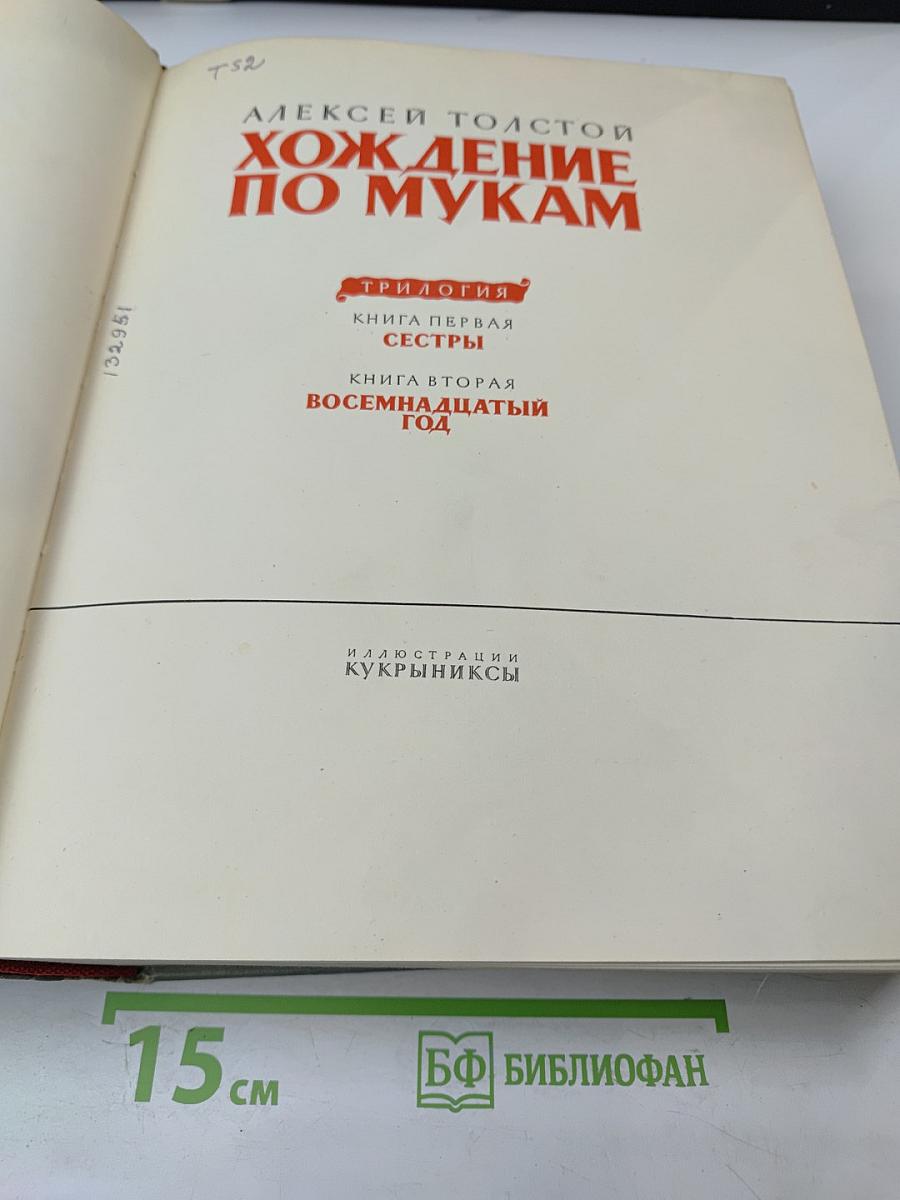 T52
АЛЕКСЕЙ ТОЛСТОЙ
ХОЖДЕНИЕ
ПО МУКАМ
ТРИЛОГИЯ
КНИГА ПЕРВАЯ
СЕСТРЫ
КНИГА ВТОРАЯ
ВОСЕМНАДЦАТЫЙ
ГОД
132951
ИЛЛЮСТРАЦИИ
КУКРЫНИКСЫ
15 см
БФ БИБЛИОФАН